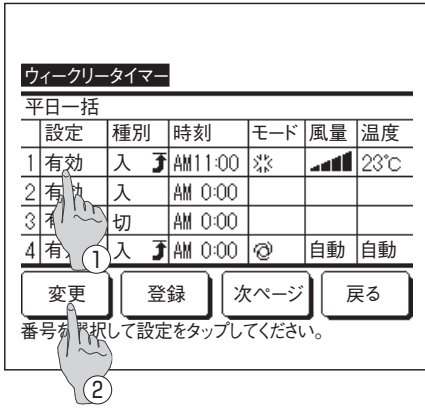 ウィークリータイマー
平日一括
設定 種別 時刻 モード 風量 温度
1 有効 入 AM11:00 23℃
2 有効 入 AM 0:00
3 切 AM 0:00
4 有 入 AM 0:00 自動 自動
①
変更 登録 次ページ 戻る
番号を選択して設定をタップしてください。
②